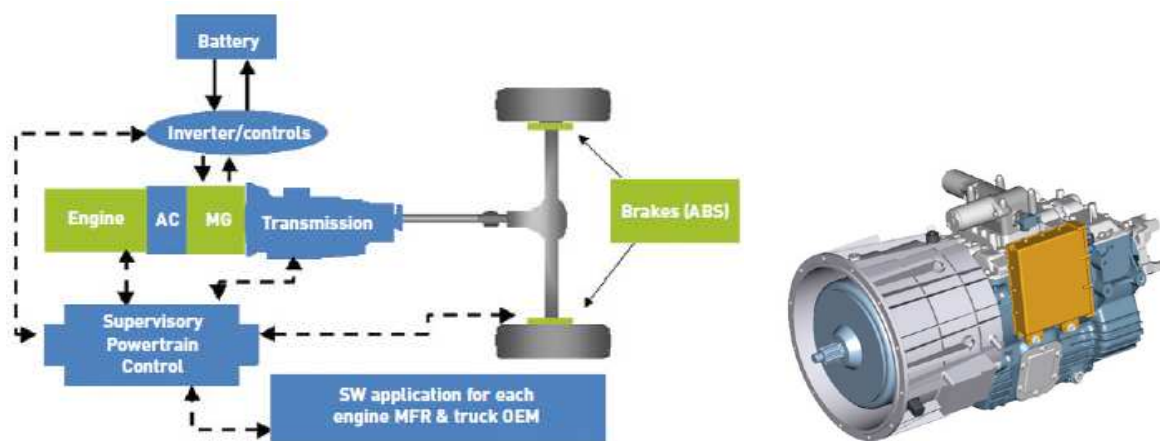 Battery
Inverter/controls
Engine
AC
MG
Transmission
Brakes (ABS)
Supervisory
Powertrain
Control
SW application for each
engine MFR & truck OEM